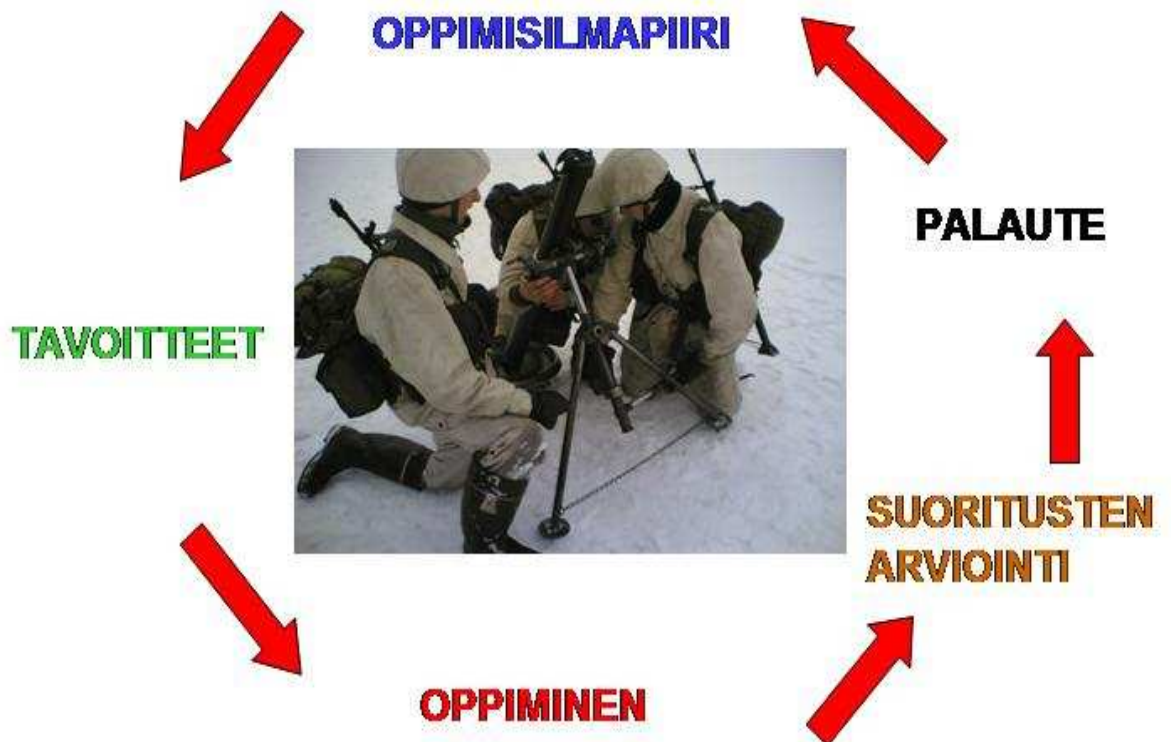 OPPIMISILMAPIIRI
PALAUTE
TAVOITTEET
SUORITUSTEN
ARVIOINTI
OPPIMINEN